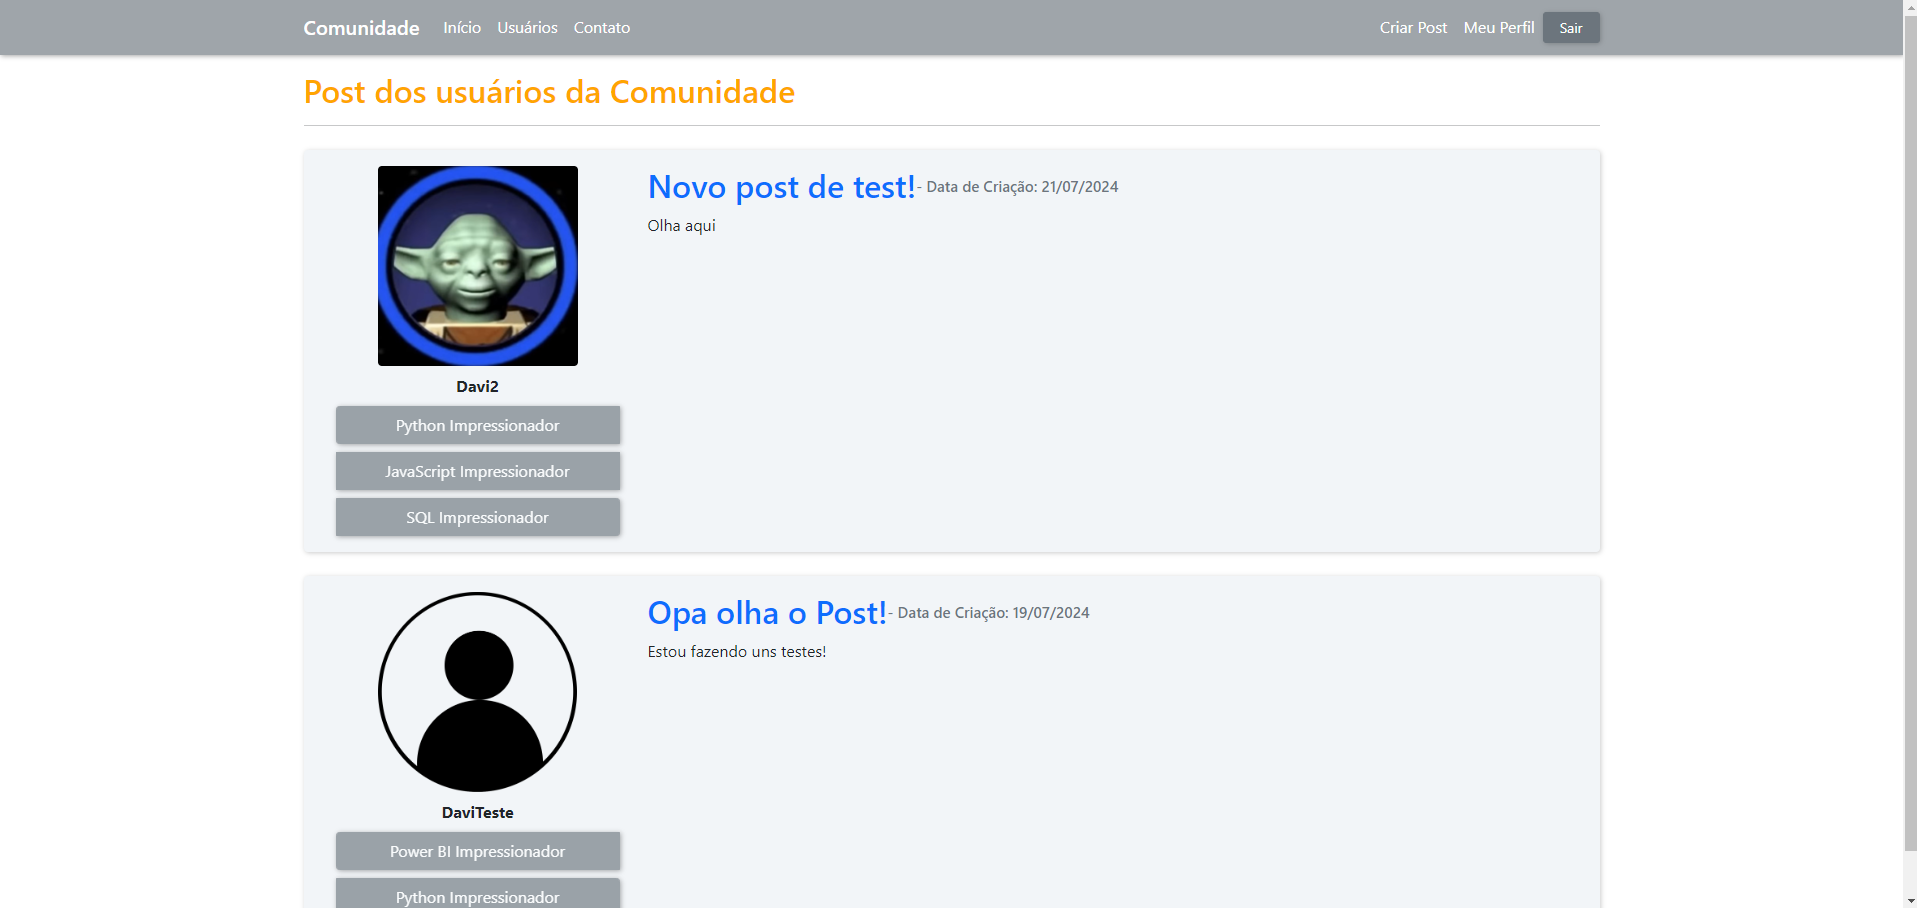 Comunidade Início Usuários Contato Criar Post Meu Perfil Sair
Post dos usuários da Comunidade
Novo post de test! - Data de Criação: 21/07/2024
Olha aqui
Davi2
Python Impressionador
JavaScript Impressionador
SQL Impressionador
Opa olha o Post! - Data de Criação: 19/07/2024
Estou fazendo uns testes!
DaviTeste
Power BI Impressionador
Python Impressionador